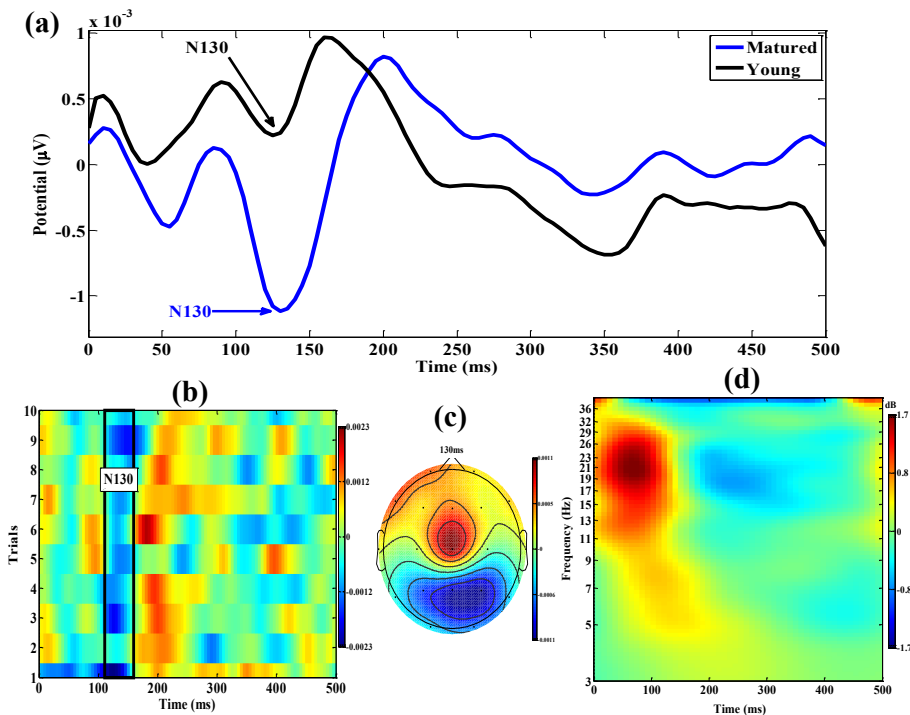 (a)
x 10⁻³
1
0.5
0
-0.5
-1
Potential (µV)
N130
N130
Matured
Young
0 50 100 150 200 250 300 350 400 450 500
Time (ms)
(b)
10
9
8
7
6
5
4
3
2
1
Trials
N130
0 100 200 300 400 500
Time (ms)
0.0023
0.0012
0
-0.0012
-0.0023
(c)
130ms
0.0011
0.0005
-0
-0.0006
-0.0011
(d)
36
32
29
26
23
21
19
17
15
13
11
9
7
5
3
Frequency (Hz)
0 100 200 300 400 500
Time (ms)
dB
1.7
0.8
0
-0.8
-1.7